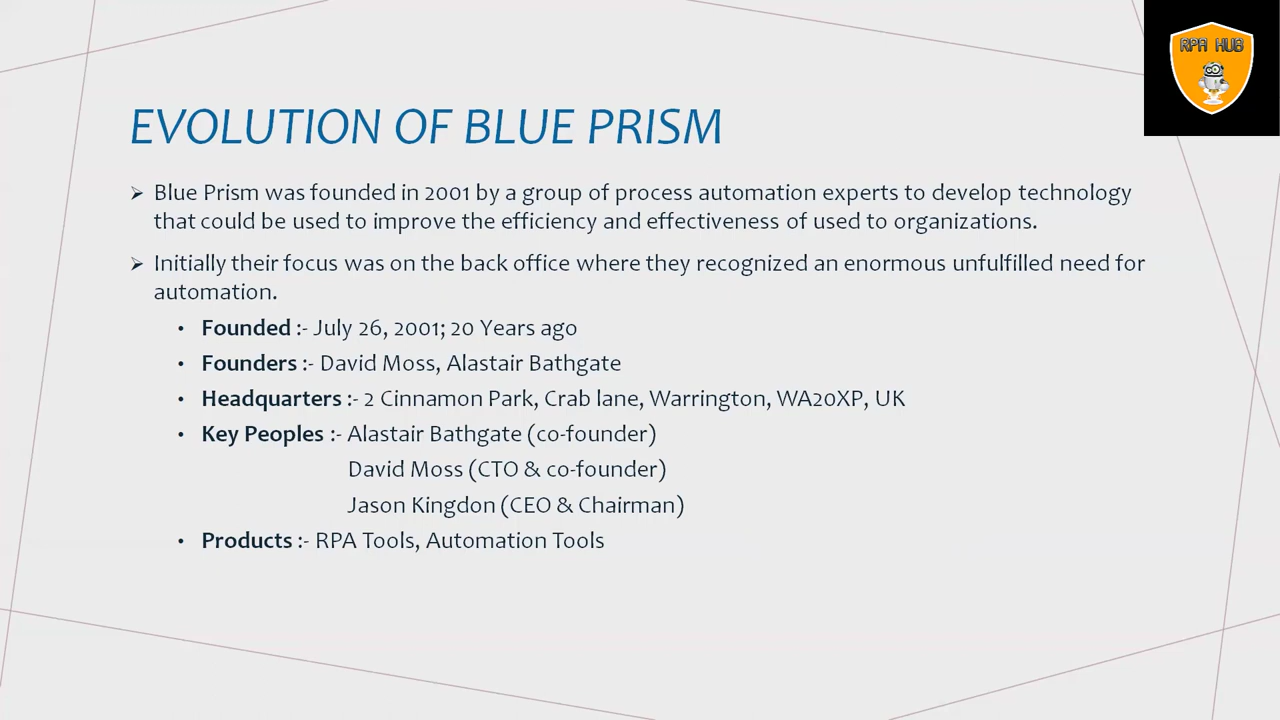 RPA HUB
EVOLUTION OF BLUE PRISM
➢ Blue Prism was founded in 2001 by a group of process automation experts to develop technology
that could be used to improve the efficiency and effectiveness of used to organizations.
➢ Initially their focus was on the back office where they recognized an enormous unfulfilled need for
automation.
• Founded :- July 26, 2001; 20 Years ago
• Founders :- David Moss, Alastair Bathgate
• Headquarters :- 2 Cinnamon Park, Crab lane, Warrington, WA20XP, UK
• Key Peoples :- Alastair Bathgate (co-founder)
David Moss (CTO & co-founder)
Jason Kingdon (CEO & Chairman)
• Products :- RPA Tools, Automation Tools